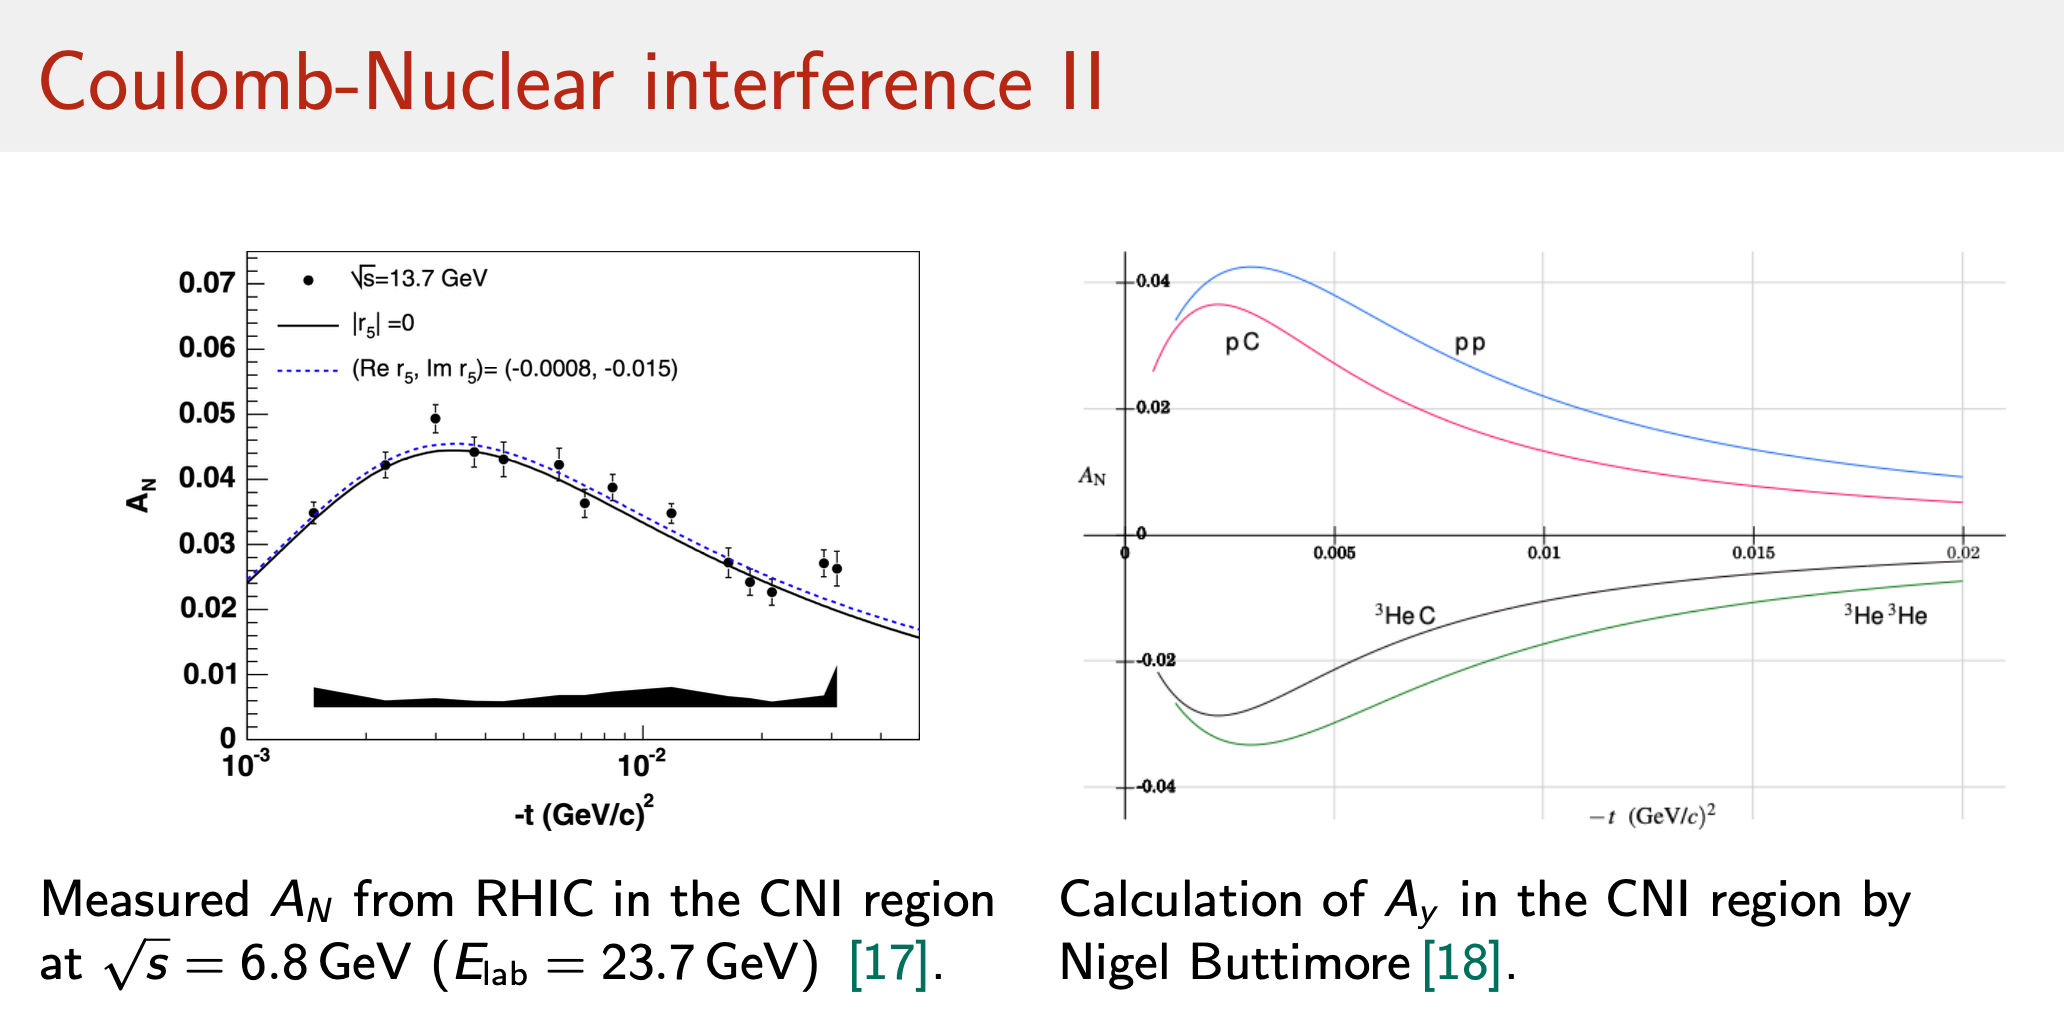 Coulomb-Nuclear interference II
√s=13.7 GeV
|r5| =0
(Re r5, Im r5)= (-0.0008, -0.015)
0.07
0.06
0.05
0.04
0.03
0.02
0.01
0
AN
10-3
10-2
-t (GeV/c)2
0.04
0.02
0
-0.02
-0.04
AN
pC
pp
0
0.005
0.01
0.015
0.02
3He C
3He 3He
−t (GeV/c)2
Measured AN from RHIC in the CNI region
at √s = 6.8 GeV (Elab = 23.7 GeV) [17].
Calculation of Ay in the CNI region by
Nigel Buttimore [18].